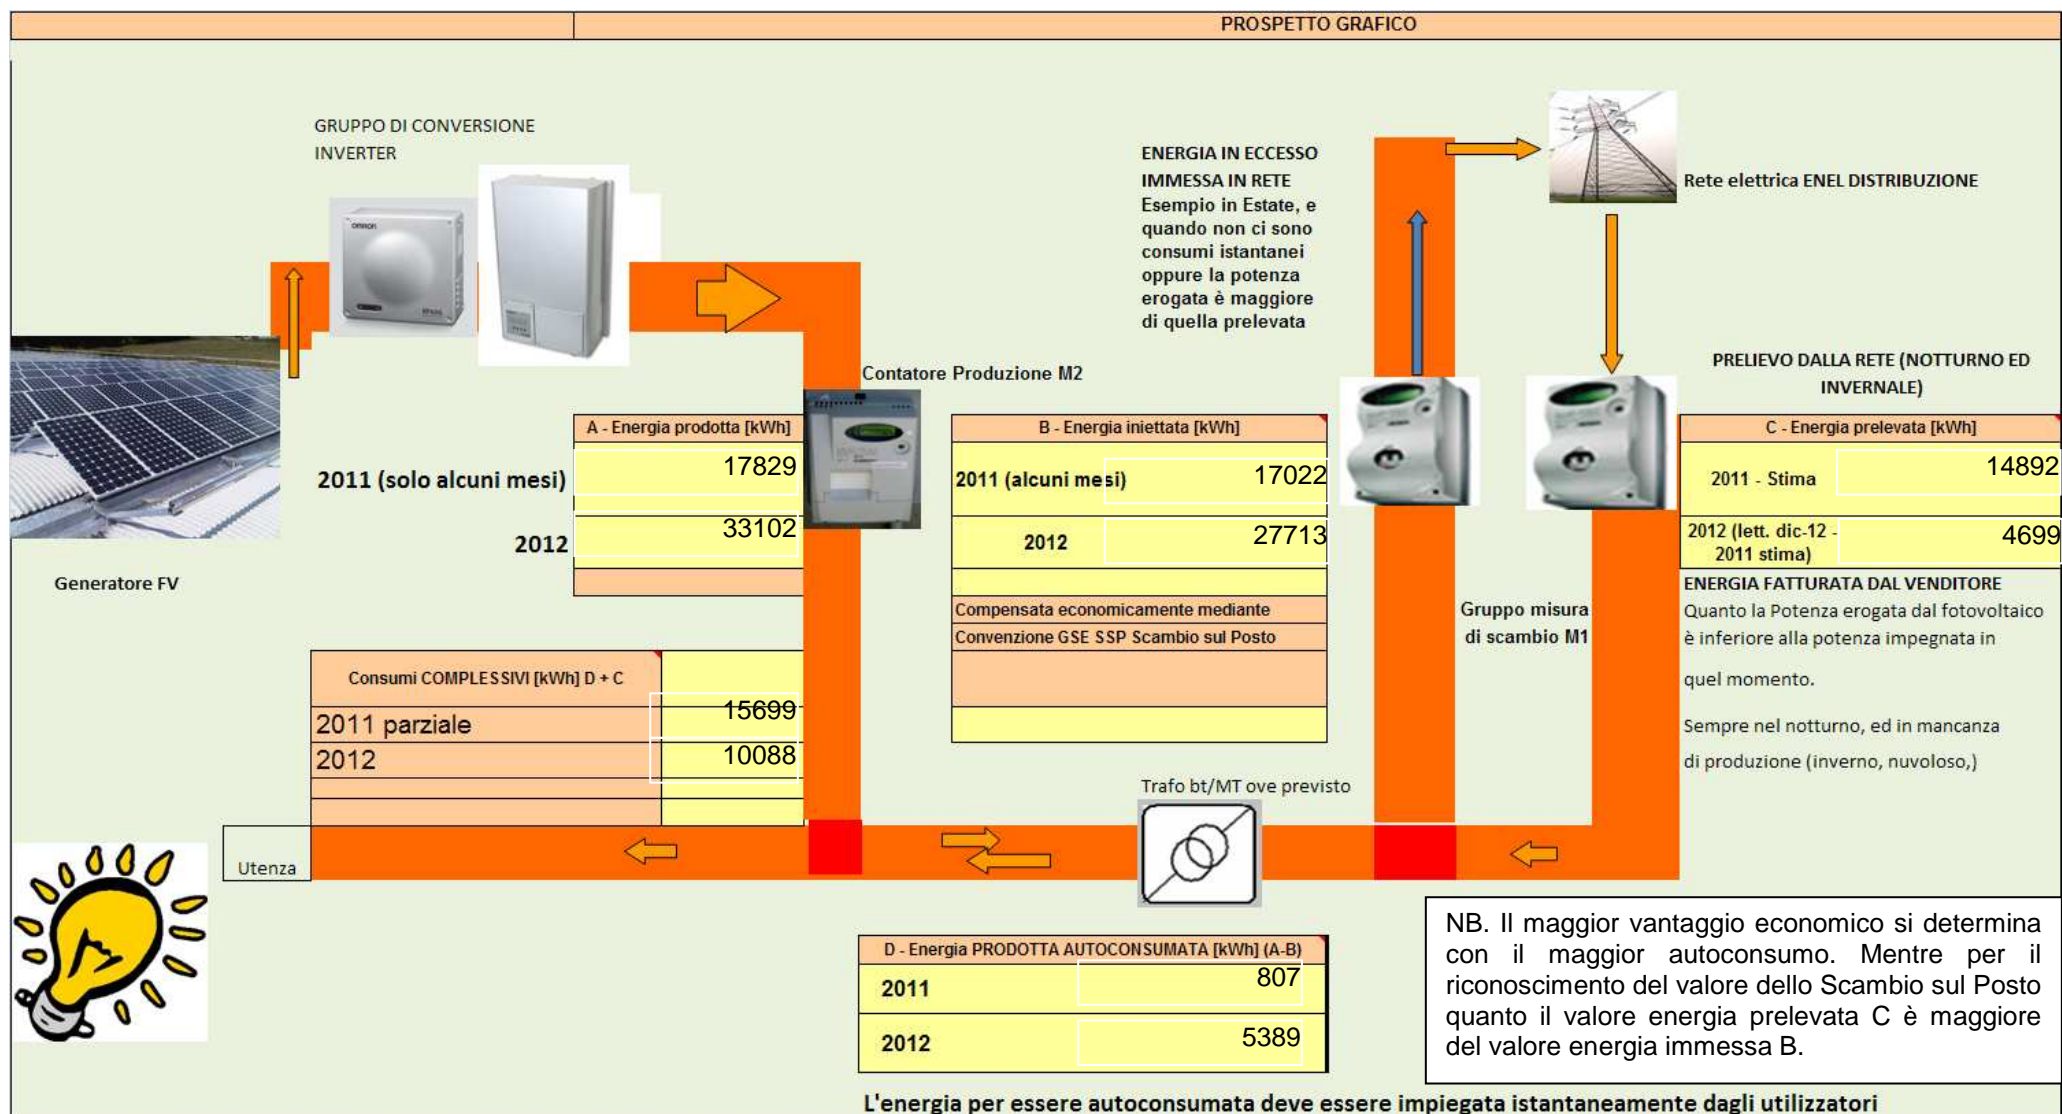 PROSPETTO GRAFICO
GRUPPO DI CONVERSIONE
INVERTER
OMRON
ENERGIA IN ECCESSO
IMMESSA IN RETE
Esempio in Estate, e
quando non ci sono
consumi istantanei
oppure la potenza
erogata è maggiore
di quella prelevata
Rete elettrica ENEL DISTRIBUZIONE
Contatore Produzione M2
PRELIEVO DALLA RETE (NOTTURNO ED
INVERNALE)
A - Energia prodotta [kWh]
2011 (solo alcuni mesi) 17829
2012 33102
B - Energia iniettata [kWh]
2011 (alcuni mesi) 17022
2012 27713
Compensata economicamente mediante
Convenzione GSE SSP Scambio sul Posto
C - Energia prelevata [kWh]
2011 - Stima 14892
2012 (lett. dic-12 -
2011 stima) 4699
ENERGIA FATTURATA DAL VENDITORE
Quanto la Potenza erogata dal fotovoltaico
è inferiore alla potenza impegnata in
quel momento.
Sempre nel notturno, ed in mancanza
di produzione (inverno, nuvoloso,)
Generatore FV
Gruppo misura
di scambio M1
Consumi COMPLESSIVI [kWh] D + C
2011 parziale 15699
2012 10088
Trafo bt/MT ove previsto
Utenza
D - Energia PRODOTTA AUTOCONSUMATA [kWh] (A-B)
2011 807
2012 5389
NB. Il maggior vantaggio economico si determina
con il maggior autoconsumo. Mentre per il
riconoscimento del valore dello Scambio sul Posto
quanto il valore energia prelevata C è maggiore
del valore energia immessa B.
L'energia per essere autoconsumata deve essere impiegata istantaneamente dagli utilizzatori